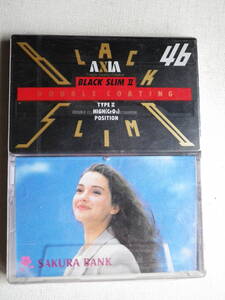 BLACK
46
AXIA
BLACK SLIM II
DOUBLE COATING
TYPE II
HIGH(CrO₂)
POSITION
SLIM
SAKURA BANK